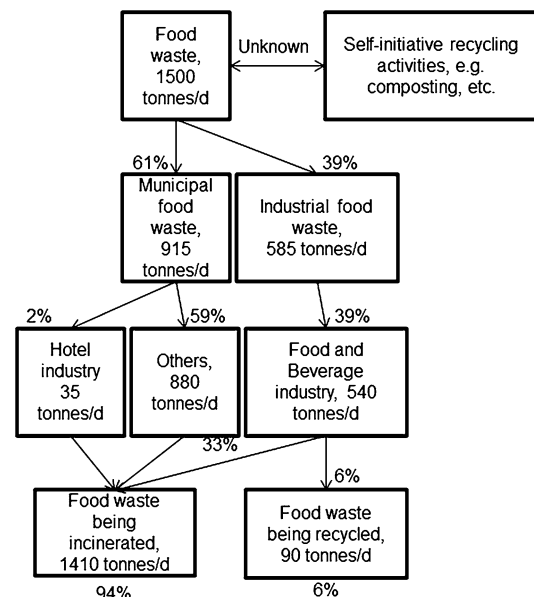 Food
waste,
1500
tonnes/d
Unknown
Self-initiative recycling
activities, e.g.
composting, etc.
61%
39%
Municipal
food
waste,
915
tonnes/d
Industrial food
waste,
585 tonnes/d
2%
59%
39%
Hotel
industry
35
tonnes/d
Others,
880
tonnes/d
Food and
Beverage
industry, 540
tonnes/d
33%
6%
Food waste
being
incinerated,
1410 tonnes/d
Food waste
being recycled,
90 tonnes/d
94%
6%